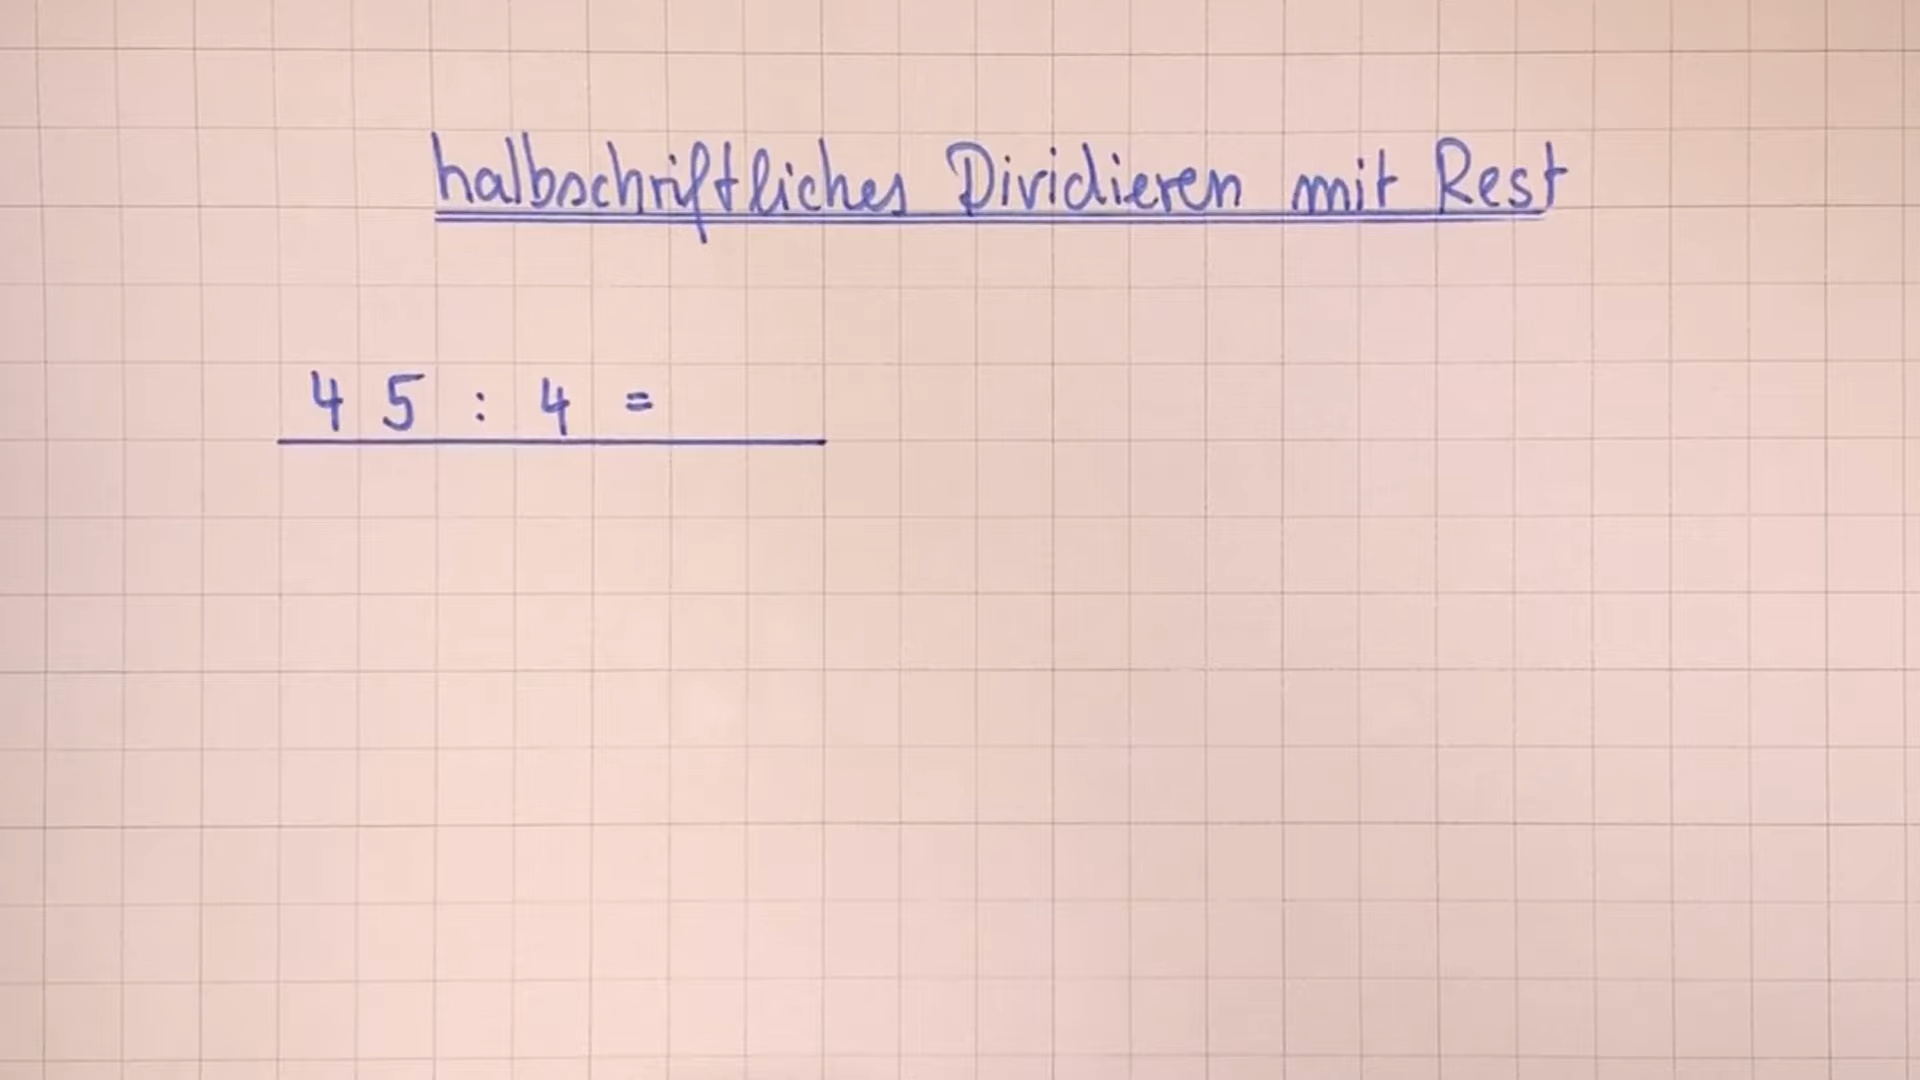 halbschriftliches Dividieren mit Rest
45 : 4 =